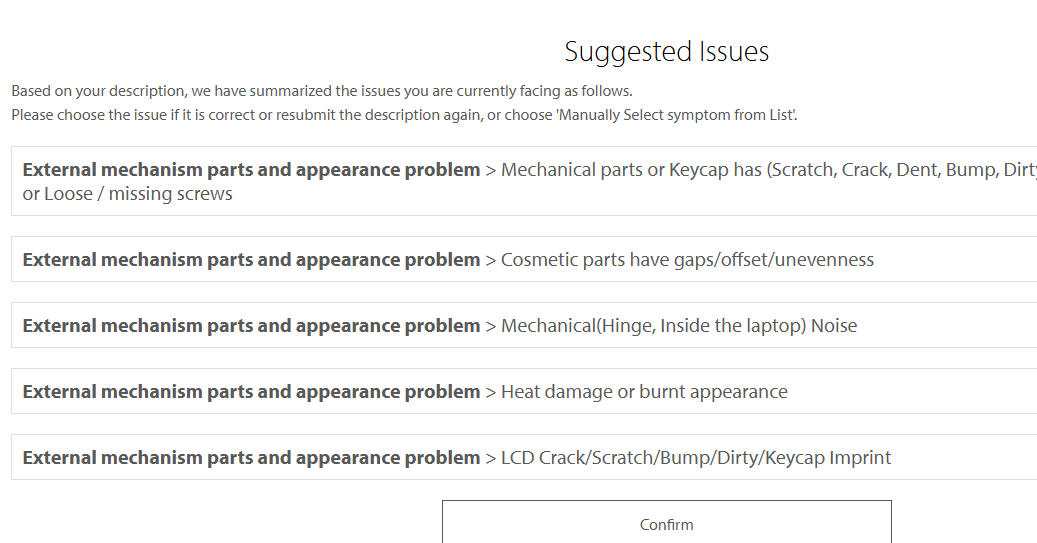 Suggested Issues
Based on your description, we have summarized the issues you are currently facing as follows.
Please choose the issue if it is correct or resubmit the description again, or choose 'Manually Select symptom from List'.
External mechanism parts and appearance problem > Mechanical parts or Keycap has (Scratch, Crack, Dent, Bump,
or Loose / missing screws
External mechanism parts and appearance problem > Cosmetic parts have gaps/offset/unevenness
External mechanism parts and appearance problem > Mechanical(Hinge, Inside the laptop) Noise
External mechanism parts and appearance problem > Heat damage or burnt appearance
External mechanism parts and appearance problem > LCD Crack/Scratch/Bump/Dirty/Keycap Imprint
Confirm